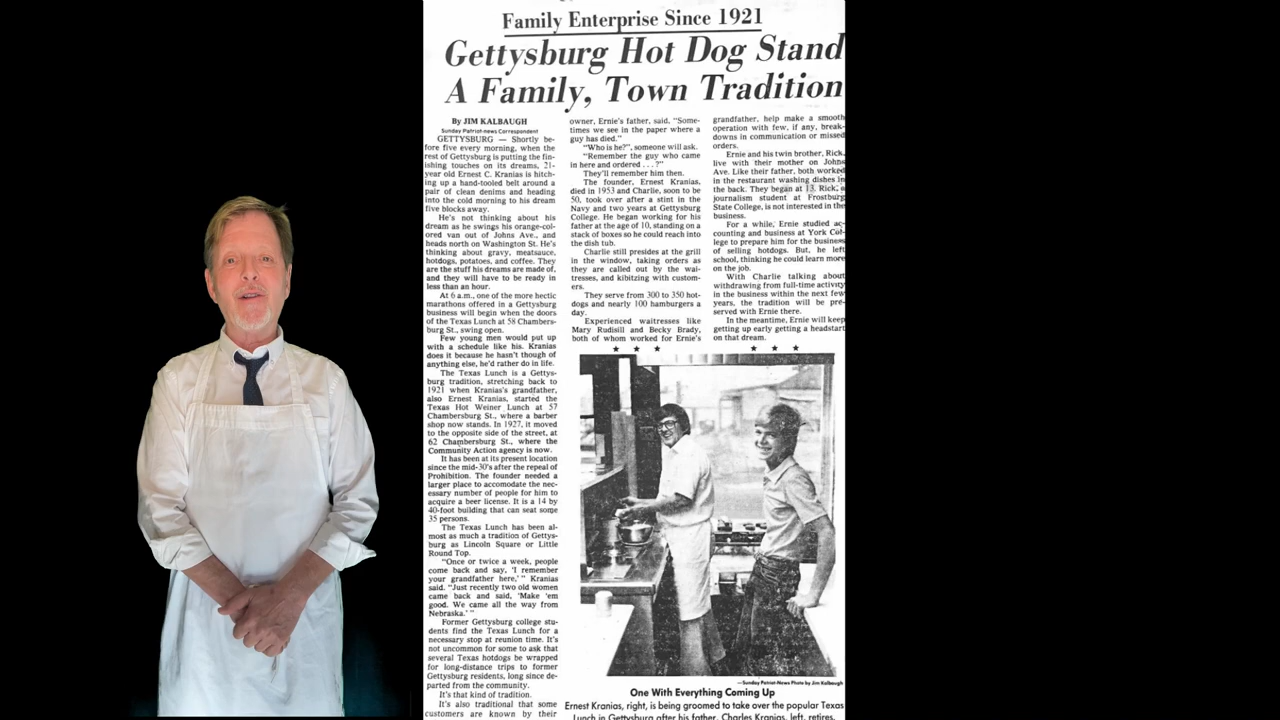 Family Enterprise Since 1921
Gettysburg Hot Dog Stand
A Family, Town Tradition
By JIM KALBAUGH
Sunday Patriot-news Correspondent
GETTYSBURG — Shortly be-
fore five every morning, when the
rest of Gettysburg is putting the fin-
ishing touches on its dreams, 21-
year old Ernest C. Kranias is hitch-
ing up a hand-tooled belt around a
pair of clean denims and heading
into the cold morning to his dream
five blocks away.
He's not thinking about his
dream as he swings his orange-col-
ored van out of Johns Ave., and
heads north on Washington St. He's
thinking about gravy, meatsauce,
hotdogs, potatoes, and coffee. They
are the stuff his dreams are made of,
and they will have to be ready in
less than an hour.
At 6 a.m., one of the more hectic
marathons offered in a Gettysburg
business will begin when the doors
of the Texas Lunch at 58 Chambers-
burg St., swing open.
Few young men would put up
with a schedule like his. Kranias
does it because he hasn't though of
anything else, he'd rather do in life.
The Texas Lunch is a Gettys-
burg tradition, stretching back to
1921 when Kranias's grandfather,
also Ernest Kranias, started the
Texas Hot Weiner Lunch at 57
Chambersburg St., where a barber
shop now stands. In 1927, it moved
to the opposite side of the street, at
62 Chambersburg St., where the
Community Action agency is now.
It has been at its present location
since the mid-30's after the repeal of
Prohibition. The founder needed a
larger place to accomodate the nec-
essary number of people for him to
acquire a beer license. It is a 14 by
40-foot building that can seat some
35 persons.
The Texas Lunch has been al-
most as much a tradition of Gettys-
burg as Lincoln Square or Little
Round Top.
"Once or twice a week, people
come back and say, 'I remember
your grandfather here,'" Kranias
said. "Just recently two old women
came back and said, 'Make 'em
good. We came all the way from
Nebraska.'"
Former Gettysburg college stu-
dents find the Texas Lunch for a
necessary stop at reunion time. It's
not uncommon for some to ask that
several Texas hotdogs be wrapped
for long-distance trips to former
Gettysburg residents, long since de-
parted from the community.
It's that kind of tradition.
It's also traditional that some
customers are known by their
owner, Ernie's father, said, "Some-
times we see in the paper where a
guy has died."
"Who is he?", someone will ask.
"Remember the guy who came
in here and ordered . . .?"
They'll remember him then.
The founder, Ernest Kranias,
died in 1953 and Charlie, soon to be
50, took over after a stint in the
Navy and two years at Gettysburg
College. He began working for his
father at the age of 10, standing on a
stack of boxes so he could reach into
the dish tub.
Charlie still presides at the grill
in the window, taking orders as
they are called out by the wai-
tresses, and kibitzing with custom-
ers.
They serve from 300 to 350 hot-
dogs and nearly 100 hamburgers a
day.
Experienced waitresses like
Mary Rudisill and Becky Brady,
both of whom worked for Ernie's
grandfather, help make a smooth
operation with few, if any, break-
downs in communication or missed
orders.
Ernie and his twin brother, Rick,
live with their mother on Johns
Ave. Like their father, both worked
in the restaurant washing dishes in
the back. They began at 13. Rick, a
journalism student at Frostburg
State College, is not interested in the
business.
For a while, Ernie studied ac-
counting and business at York Col-
lege to prepare him for the business
of selling hotdogs. But, he left
school, thinking he could learn more
on the job.
With Charlie talking about
withdrawing from full-time activity
in the business within the next few
years, the tradition will be pre-
served with Ernie there.
In the meantime, Ernie will keep
getting up early getting a headstart
on that dream.
—Sunday Patriot-News Photo by Jim Kalbaugh
One With Everything Coming Up
Ernest Kranias, right, is being groomed to take over the popular Texas
Lunch in Gettysburg after his father, Charles Kranias, left, retires.